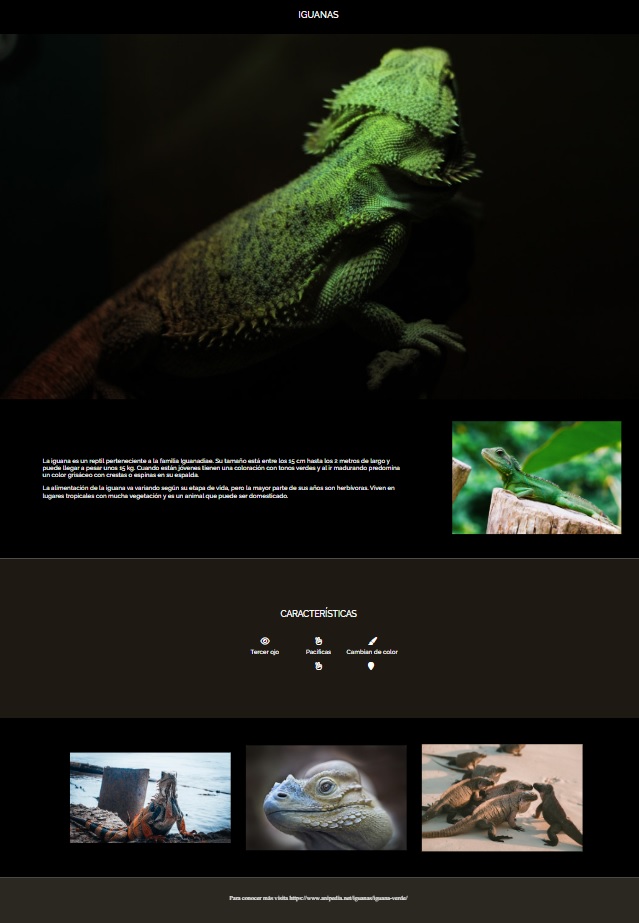 IGUANAS
La iguana es un reptil perteneciente a la familia Iguanadiae. Su tamaño está entre los 15 cm hasta los 2 metros de largo y
puede llegar a pesar unos 15 kg. Cuando están jóvenes tienen una coloración con tonos verdes y al ir madurando predomina
un color grisáceo con crestas o espinas en su espalda.
La alimentación de la iguana va variando según su etapa de vida, pero la mayor parte de sus años son herbívoras. Viven en
lugares tropicales con mucha vegetación y es un animal que puede ser domesticado.
CARACTERÍSTICAS
Tercer ojo Pacíficas Cambian de color
Para conocer más visita https://www.anipedia.net/iguanas/iguana-verde/